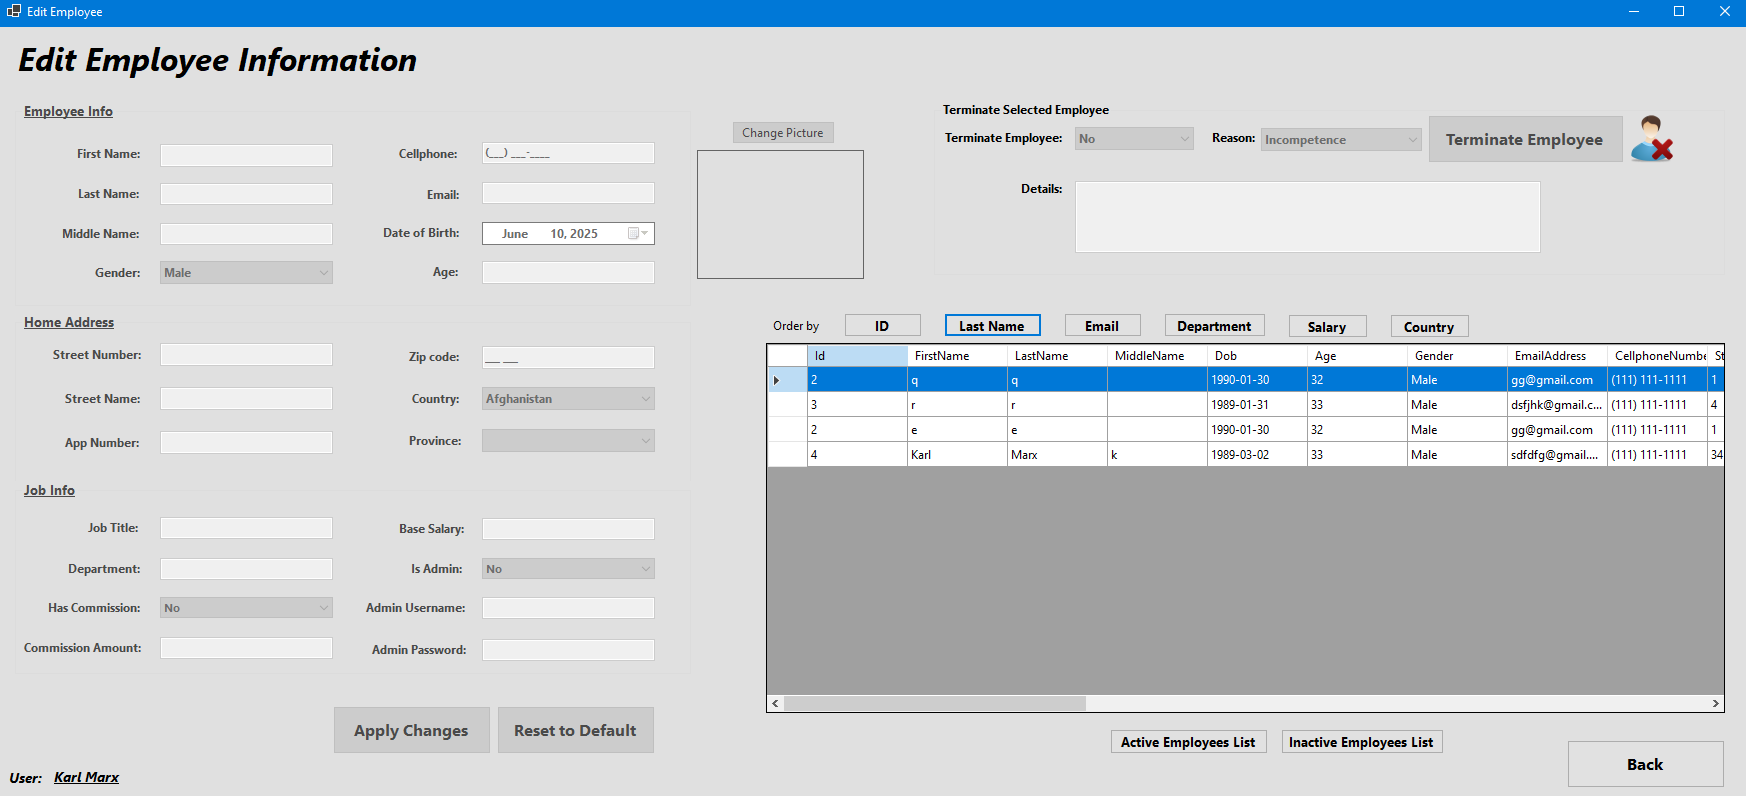 Edit Employee
Edit Employee Information
Employee Info
First Name:
Cellphone: (___) ___-____
Last Name:
Email:
Middle Name:
Date of Birth: June 10, 2025
Gender: Male
Age:
Change Picture
Terminate Selected Employee
Terminate Employee: No Reason: Incompetence Terminate Employee
Details:
Home Address
Street Number:
Zip code: ___ ___
Street Name:
Country: Afghanistan
App Number:
Province:
Job Info
Job Title:
Base Salary:
Department:
Is Admin: No
Has Commission: No
Admin Username:
Commission Amount:
Admin Password:
Apply Changes Reset to Default
User: Karl Marx
Order by ID Last Name Email Department Salary Country
Id FirstName LastName MiddleName Dob Age Gender EmailAddress CellphoneNumbe St
2 q q 1990-01-30 32 Male gg@gmail.com (111) 111-1111 1
3 r r 1989-01-31 33 Male dsfjhk@gmail.c... (111) 111-1111 4
2 e e 1990-01-30 32 Male gg@gmail.com (111) 111-1111 1
4 Karl Marx k 1989-03-02 33 Male sdfdfg@gmail.... (111) 111-1111 34
Active Employees List Inactive Employees List
Back